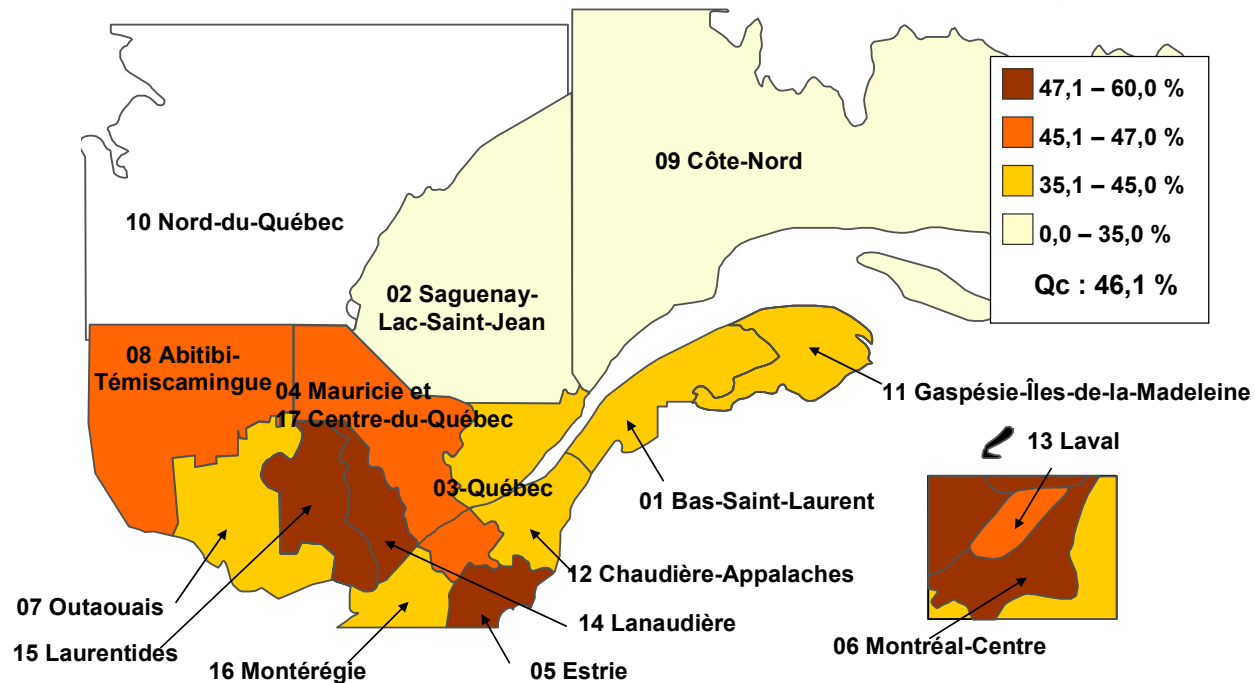 47,1 – 60,0 %
45,1 – 47,0 %
35,1 – 45,0 %
0,0 – 35,0 %
Qc : 46,1 %
09 Côte-Nord
10 Nord-du-Québec
02 Saguenay-
Lac-Saint-Jean
08 Abitibi-
Témiscamingue
04 Mauricie et
17 Centre-du-Québec
11 Gaspésie-Îles-de-la-Madeleine
13 Laval
03-Québec
01 Bas-Saint-Laurent
12 Chaudière-Appalaches
07 Outaouais
14 Lanaudière
15 Laurentides
06 Montréal-Centre
16 Montérégie
05 Estrie